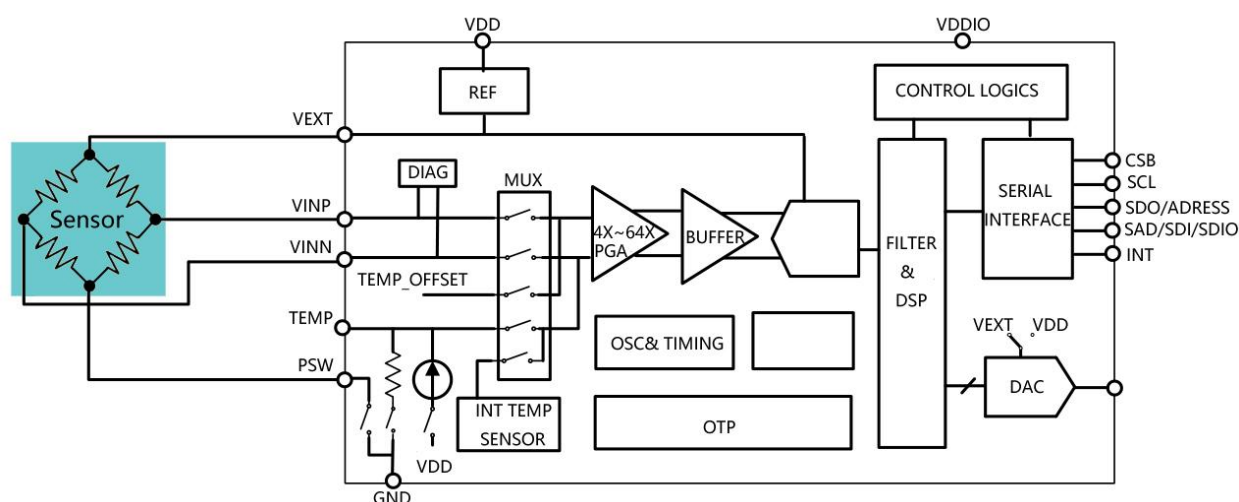 VDD
VDDIO
REF
CONTROL LOGICS
VEXT
DIAG
MUX
CSB
SCL
SDO/ADRESS
SAD/SDI/SDIO
INT
Sensor
VINP
SERIAL
INTERFACE
4X~64X
PGA
BUFFER
VINN
FILTER
&
DSP
TEMP_OFFSET
TEMP
OSC& TIMING
VEXT
VDD
PSW
DAC
INT TEMP
SENSOR
OTP
VDD
GND